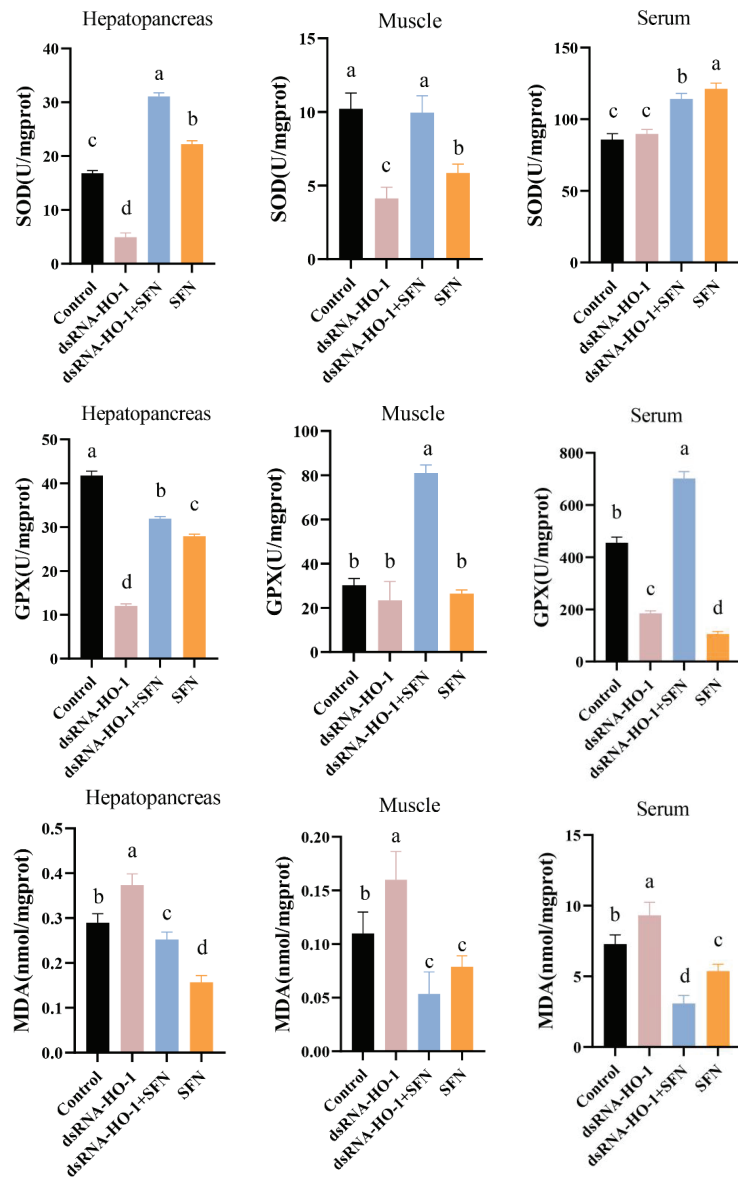 Hepatopancreas
SOD(U/mgprot)
40
30
20
10
0
c
d
a
b
Control
dsRNA-HO-1
dsRNA-HO-1+SFN
SFN
Muscle
SOD(U/mgprot)
15
10
5
0
a
c
a
b
Control
dsRNA-HO-1
dsRNA-HO-1+SFN
SFN
Serum
SOD(U/mgprot)
150
100
50
0
c
c
b
a
Control
dsRNA-HO-1
dsRNA-HO-1+SFN
SFN
Hepatopancreas
GPX(U/mgprot)
50
40
30
20
10
0
a
d
b
c
Control
dsRNA-HO-1
dsRNA-HO-1+SFN
SFN
Muscle
GPX(U/mgprot)
100
80
60
40
20
0
b
b
a
b
Control
dsRNA-HO-1
dsRNA-HO-1+SFN
SFN
Serum
GPX(U/mgprot)
800
600
400
200
0
b
c
a
d
Control
dsRNA-HO-1
dsRNA-HO-1+SFN
SFN
Hepatopancreas
MDA(nmol/mgprot)
0.5
0.4
0.3
0.2
0.1
0.0
b
a
c
d
Control
dsRNA-HO-1
dsRNA-HO-1+SFN
SFN
Muscle
MDA(nmol/mgprot)
0.20
0.15
0.10
0.05
0.00
b
a
c
c
Control
dsRNA-HO-1
dsRNA-HO-1+SFN
SFN
Serum
MDA(nmol/mgprot)
15
10
5
0
b
a
d
c
Control
dsRNA-HO-1
dsRNA-HO-1+SFN
SFN